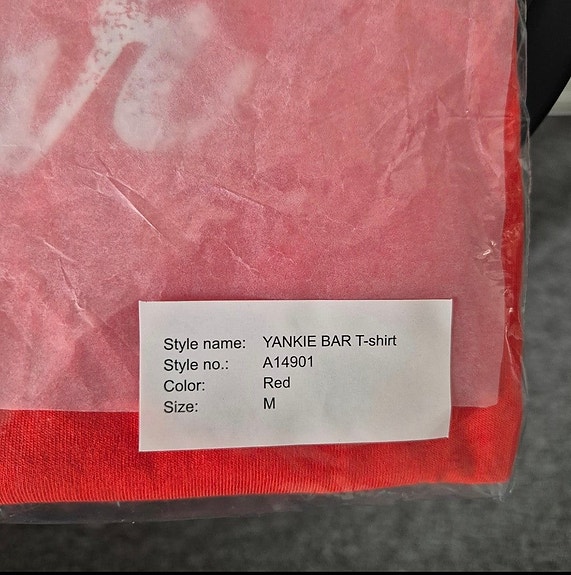 Style name: YANKIE BAR T-shirt
Style no.: A14901
Color: Red
Size: M